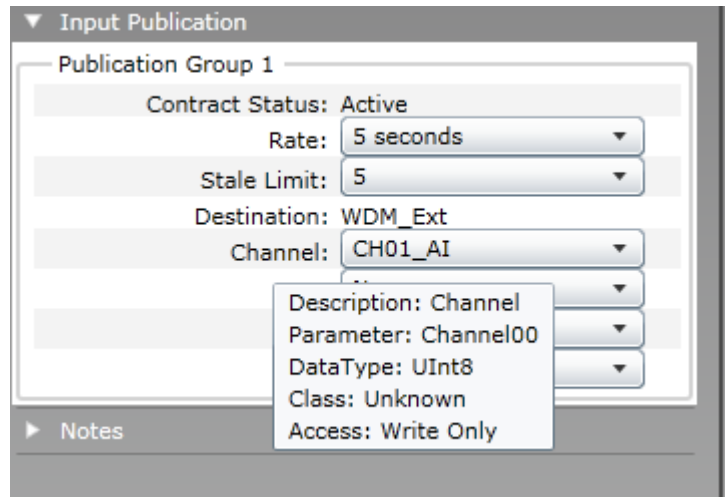 Input Publication
Publication Group 1
Contract Status: Active
Rate: 5 seconds
Stale Limit: 5
Destination: WDM_Ext
Channel: CH01_AI
Description: Channel
Parameter: Channel00
DataType: UInt8
Class: Unknown
Access: Write Only
Notes